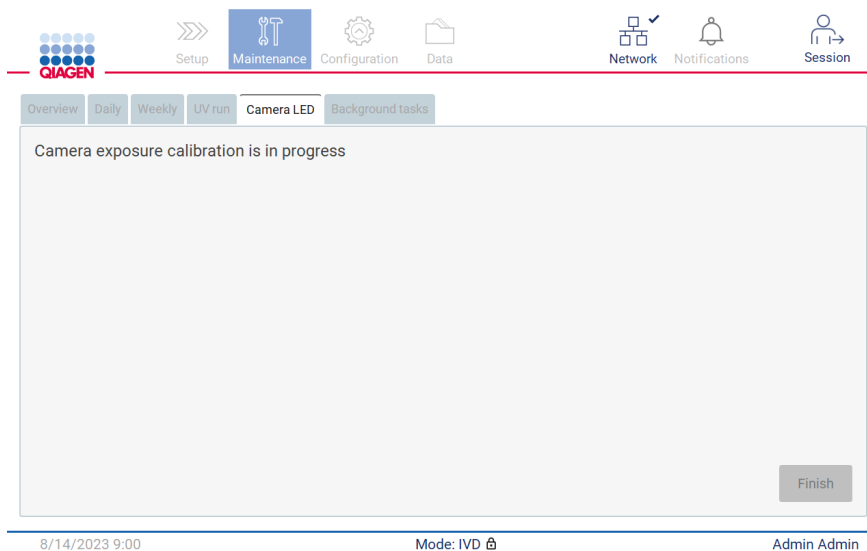 QIAGEN
Setup
Maintenance
Configuration
Data
Network
Notifications
Session
Overview
Daily
Weekly
UV run
Camera LED
Background tasks
Camera exposure calibration is in progress
Finish
8/14/2023 9:00
Mode: IVD
Admin Admin